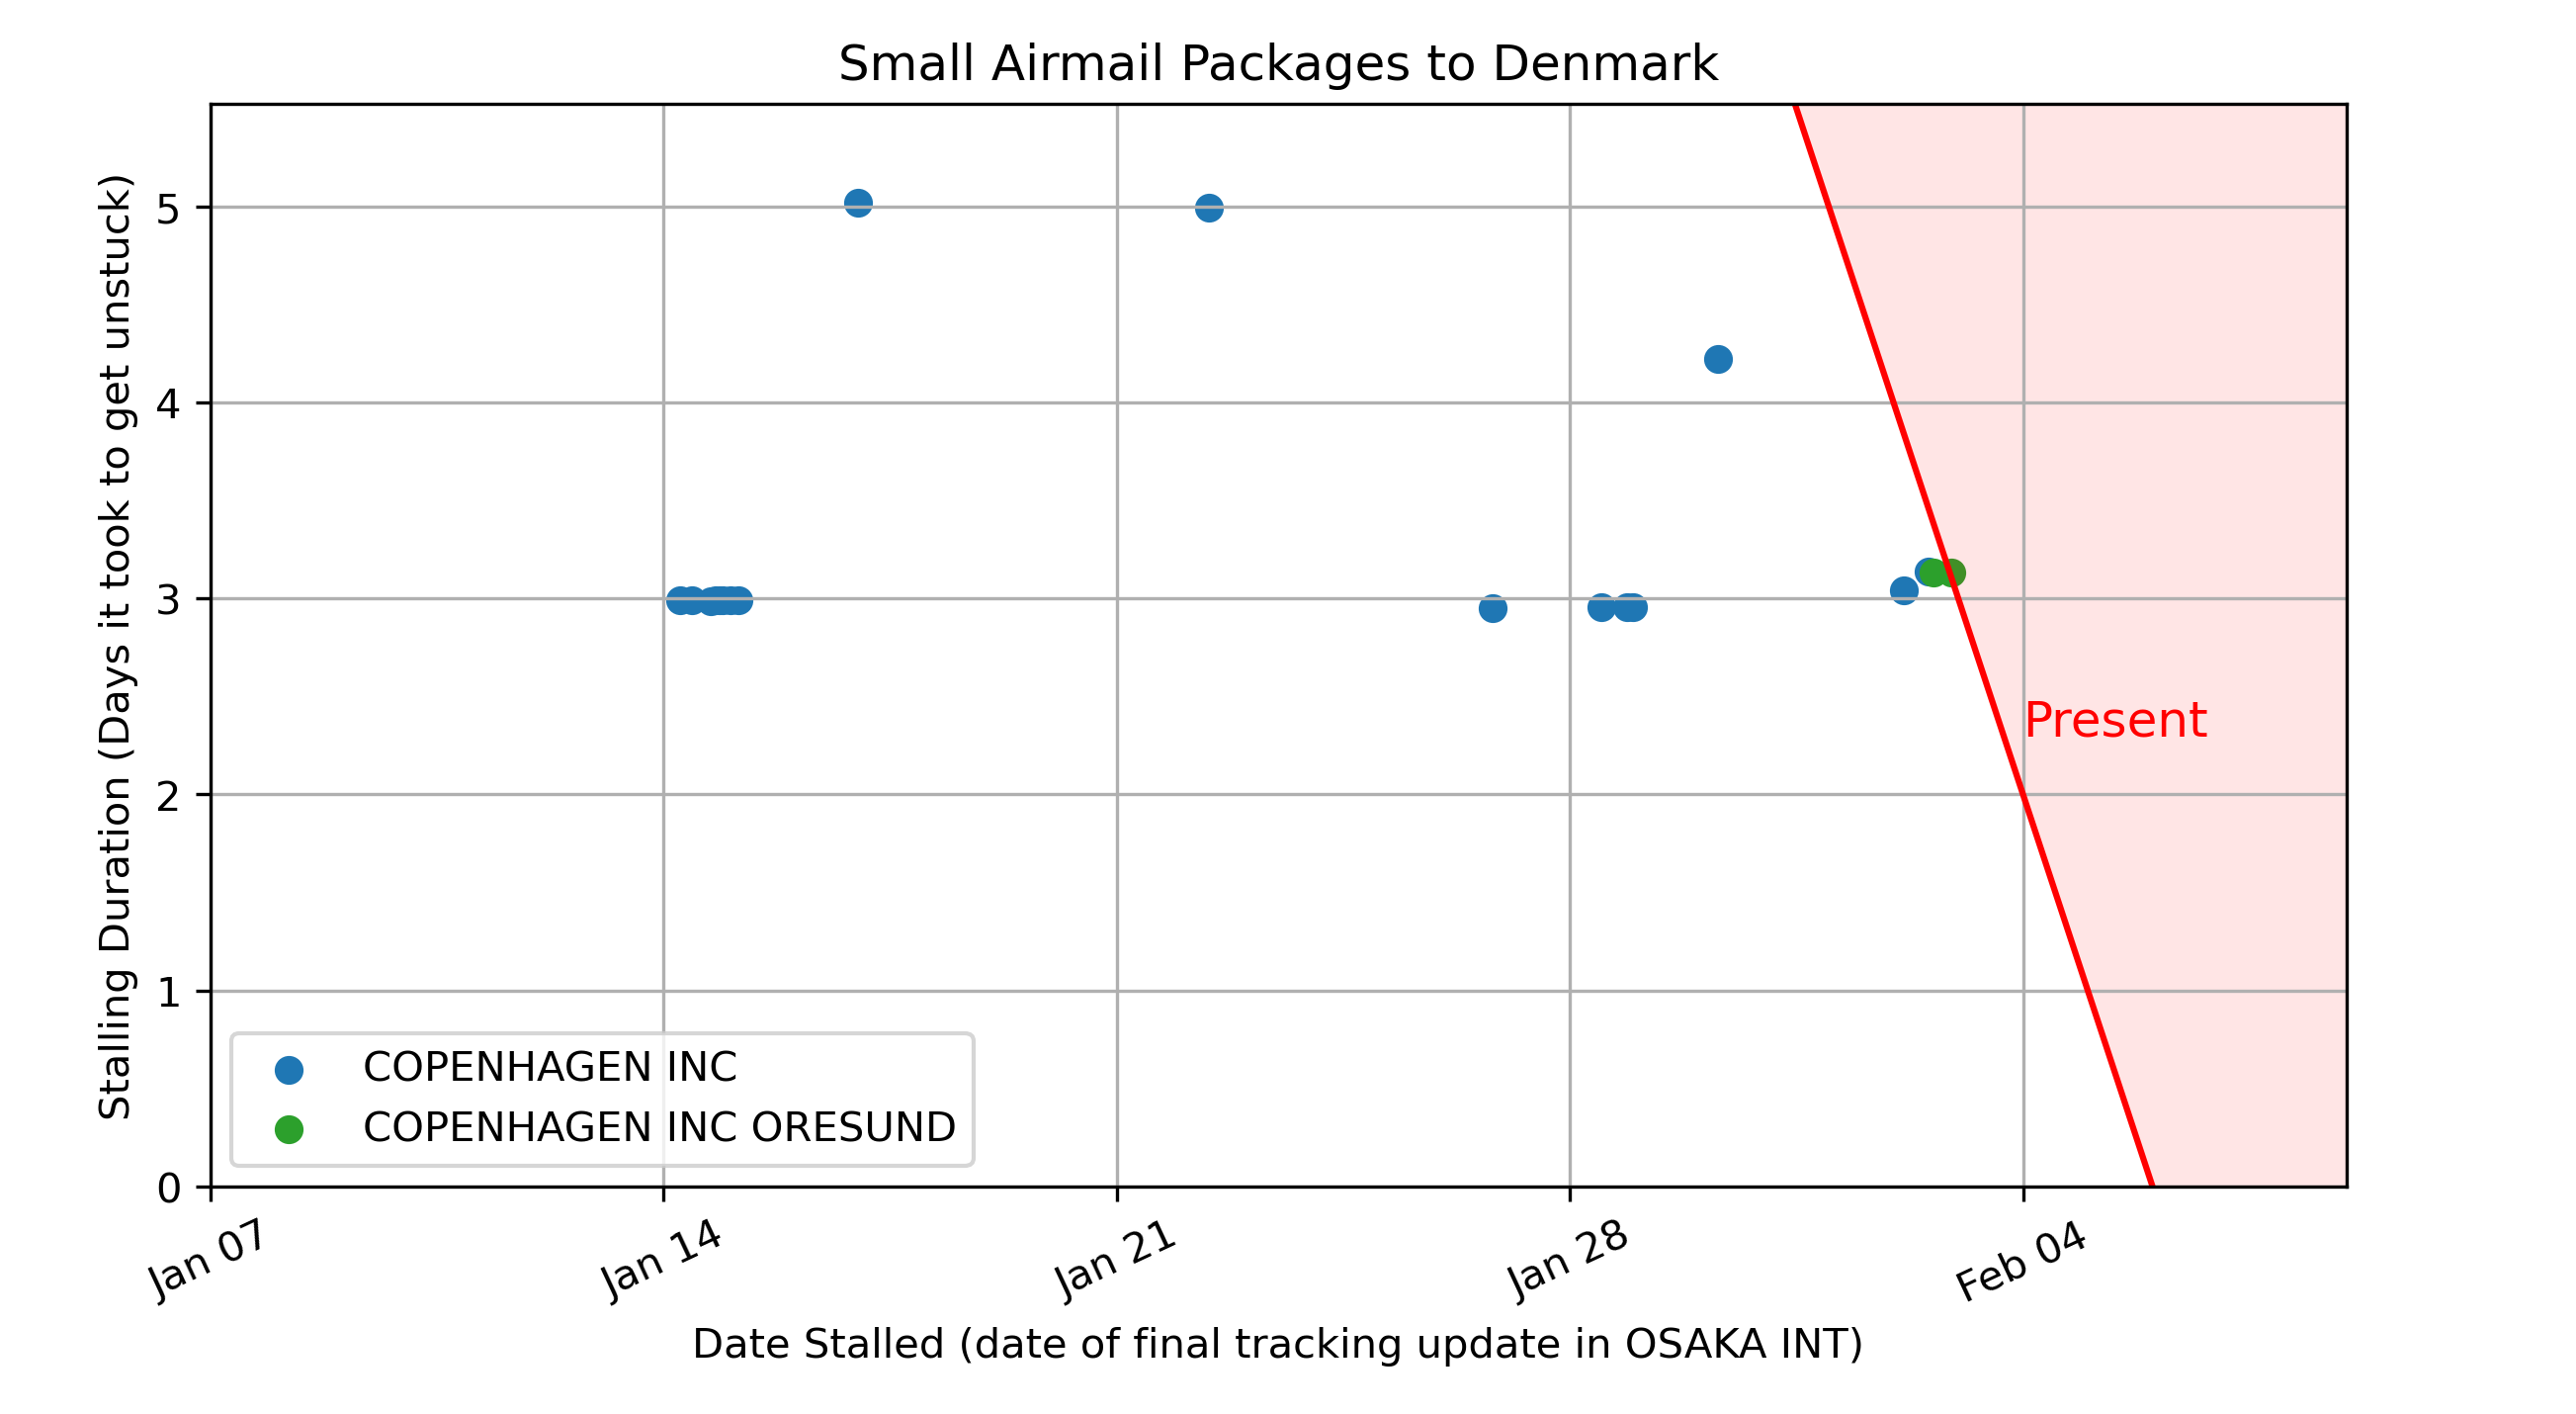 Small Airmail Packages to Denmark
Stalling Duration (Days it took to get unstuck)
5
4
3
2
1
0
Present
COPENHAGEN INC
COPENHAGEN INC ORESUND
Jan 07
Jan 14
Jan 21
Jan 28
Feb 04
Date Stalled (date of final tracking update in OSAKA INT)